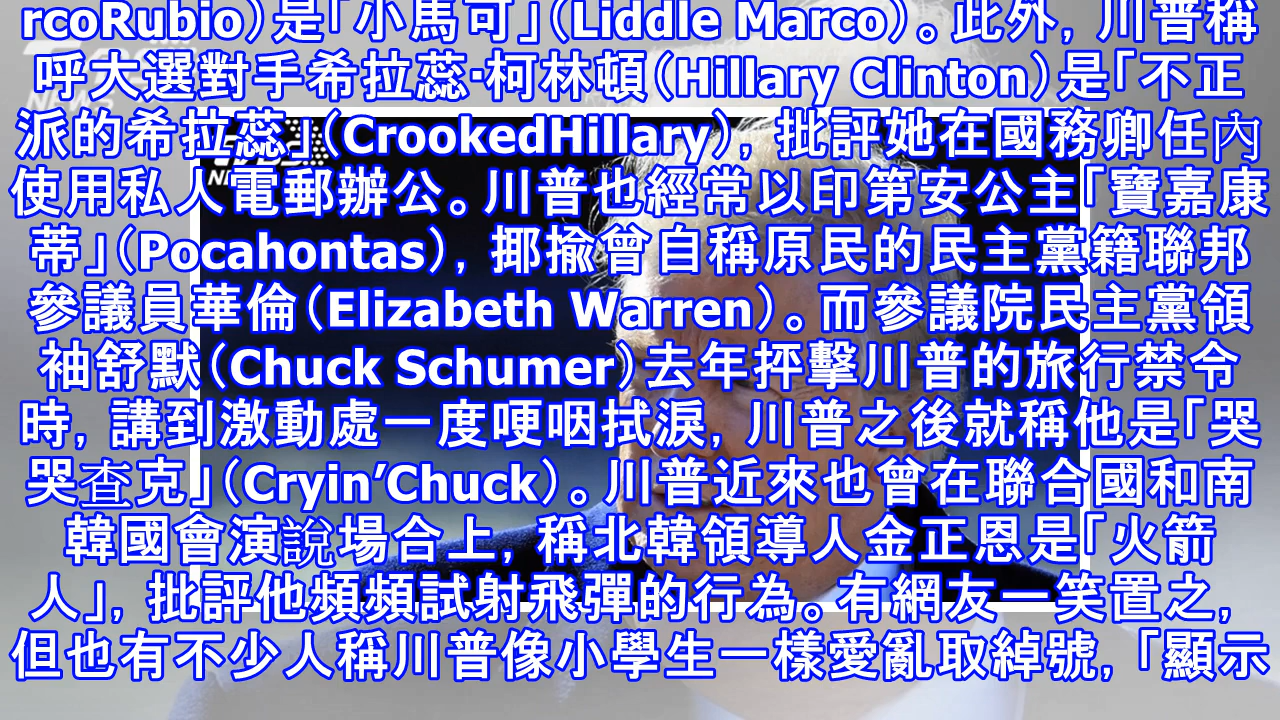 rcoRubio）是「小馬可」（Liddle Marco）。此外，川普稱
呼大選對手希拉蕊·柯林頓（Hillary Clinton）是「不正
派的希拉蕊」（CrookedHillary），批評她在國務卿任內
使用私人電郵辦公。川普也經常以印第安公主「寶嘉康
蒂」（Pocahontas），揶揄曾自稱原民的民主黨籍聯邦
參議員華倫（Elizabeth Warren）。而參議院民主黨領
袖舒默（Chuck Schumer）去年抨擊川普的旅行禁令
時，講到激動處一度哽咽拭淚，川普之後就稱他是「哭
哭查克」（Cryin’Chuck）。川普近來也曾在聯合國和南
韓國會演說場合上，稱北韓領導人金正恩是「火箭
人」，批評他頻頻試射飛彈的行為。有網友一笑置之，
但也有不少人稱川普像小學生一樣愛亂取綽號，「顯示
NEWS